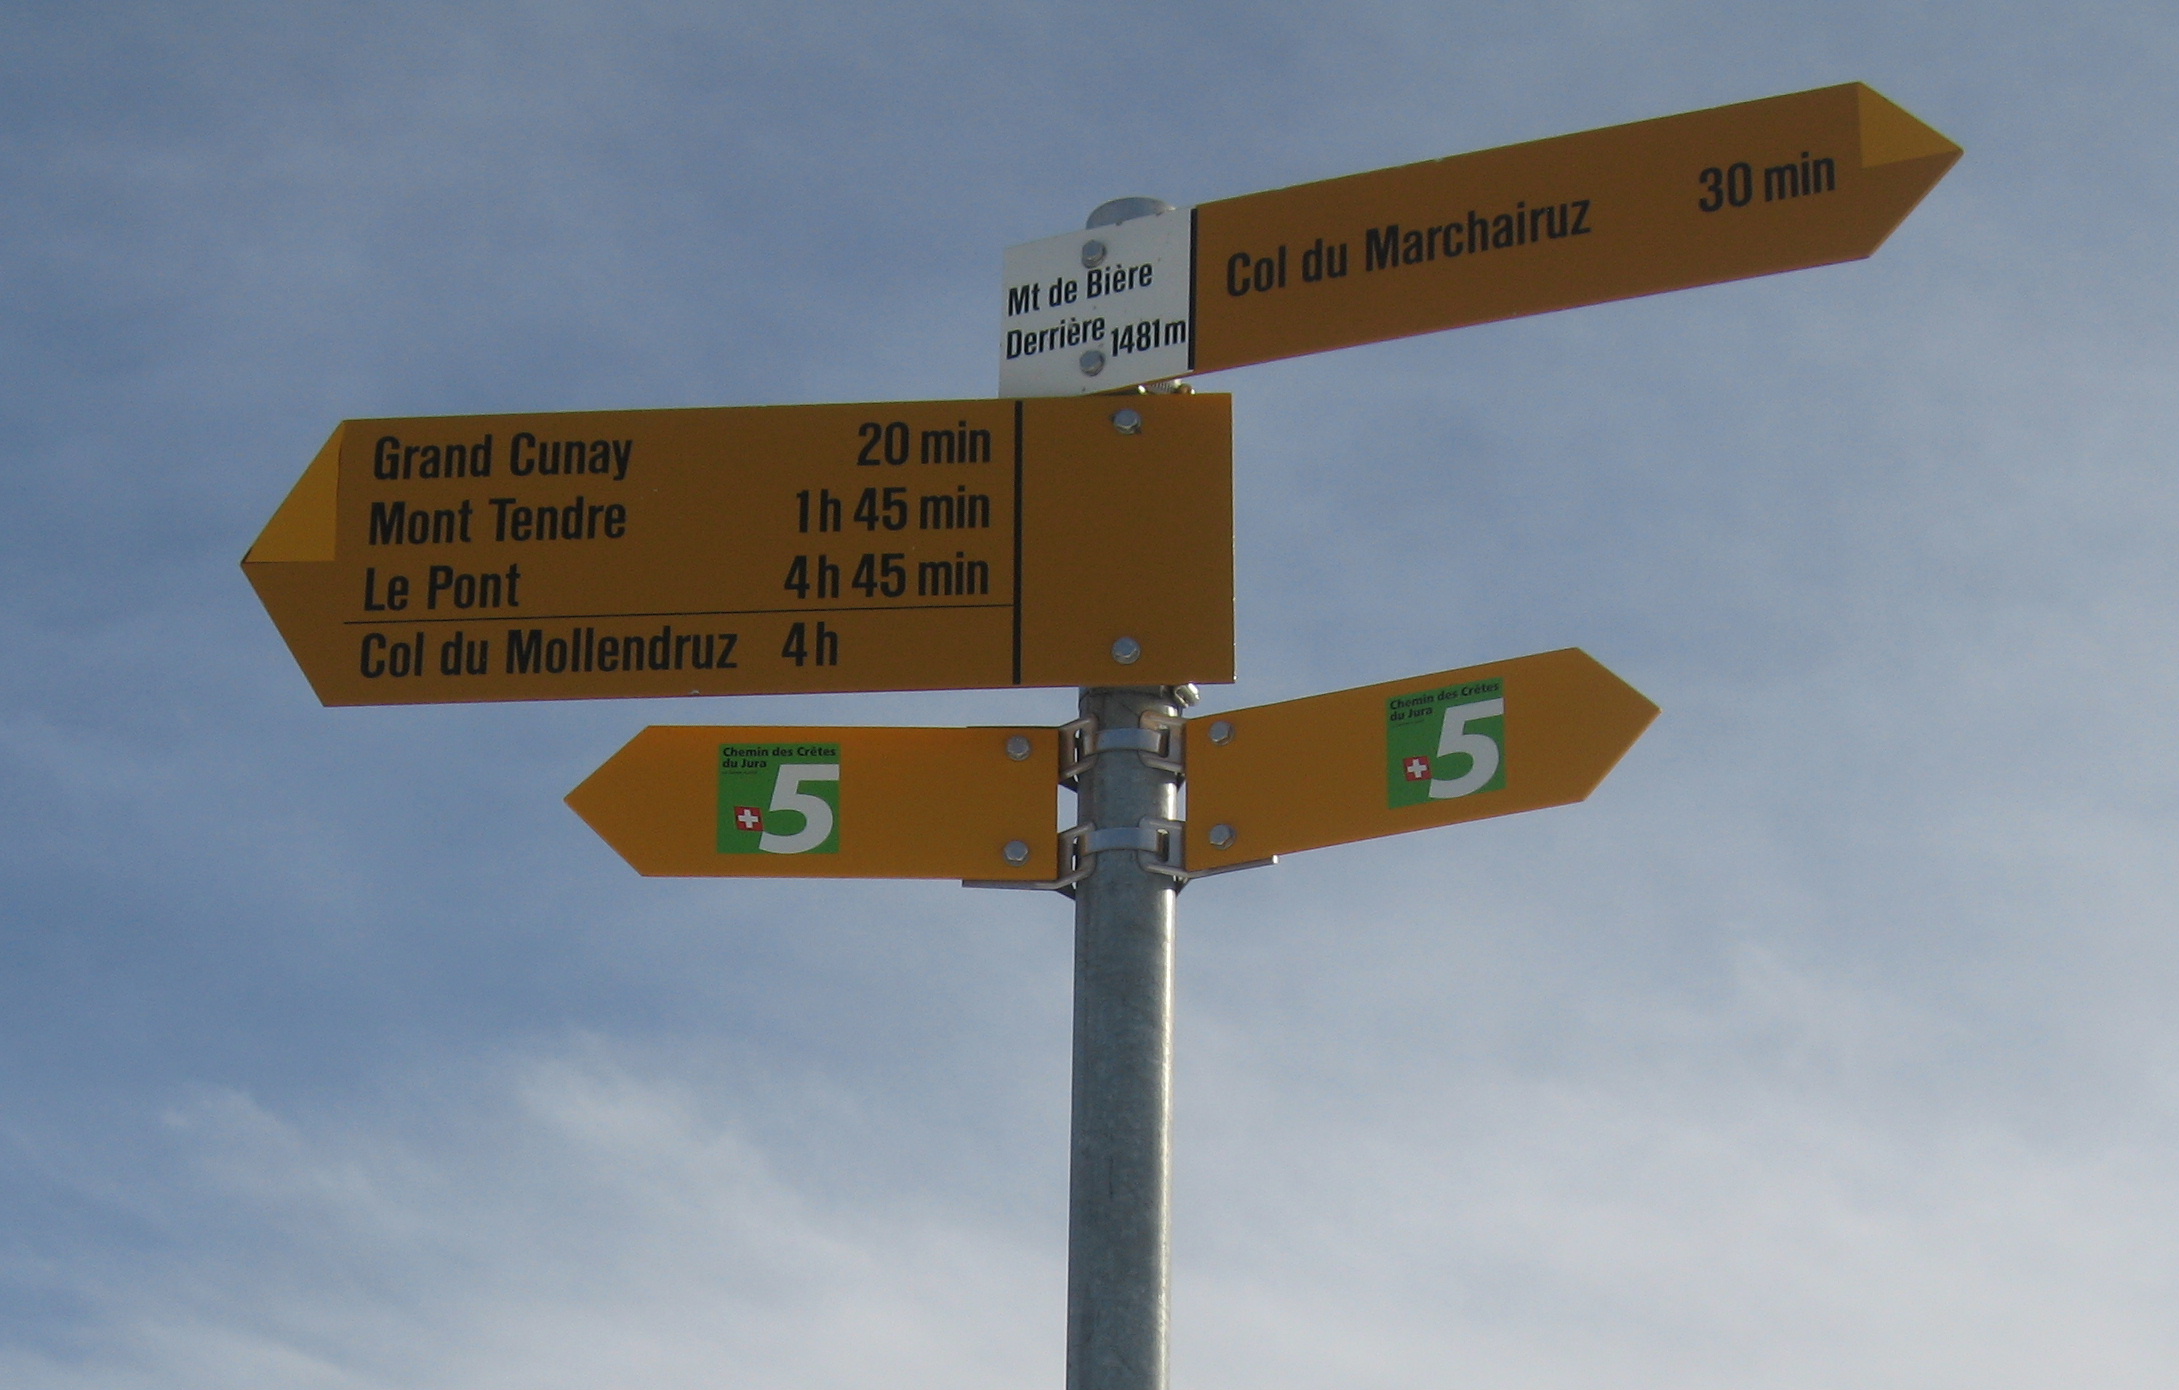 Col du Marchairuz 30 min
Mt de Bière
Derrière 1481m
Grand Cunay 20 min
Mont Tendre 1h 45 min
Le Pont 4h 45 min
Col du Mollendruz 4h
Chemin des Crêtes
du Jura
5
Chemin des Crêtes
du Jura
5